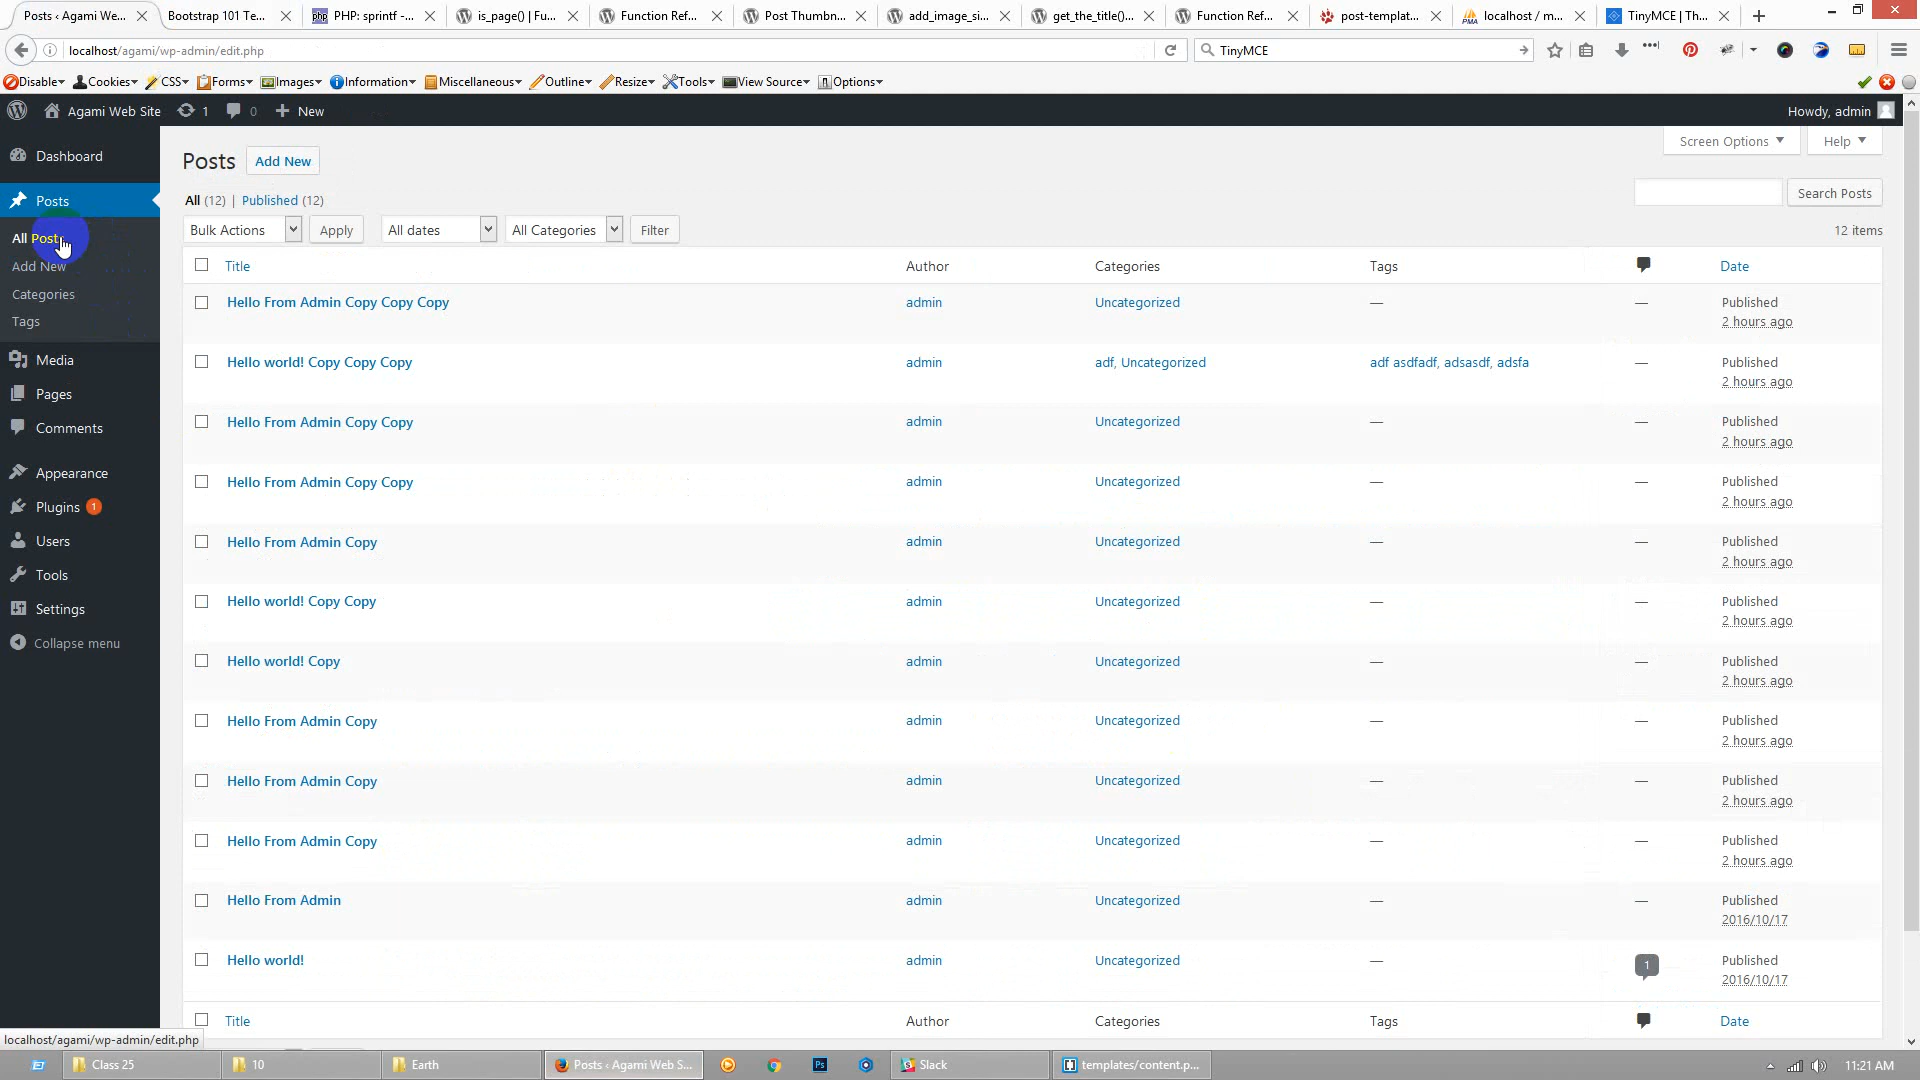 Posts ‹ Agami We...
Bootstrap 101 Te...
PHP: sprintf -...
is_page() | Fu...
Function Ref...
Post Thumbn...
add_image_si...
get_the_title()...
Function Ref...
post-templat...
localhost / m...
TinyMCE | Th...
localhost/agami/wp-admin/edit.php
TinyMCE
Disable Cookies CSS Forms Images Information Miscellaneous Outline Resize Tools View Source Options
Agami Web Site 1 0 New
Howdy, admin
Dashboard
Posts
All Posts
Add New
Categories
Tags
Media
Pages
Comments
Appearance
Plugins 1
Users
Tools
Settings
Collapse menu
Screen Options Help
Posts Add New
All (12) | Published (12)
Search Posts
Bulk Actions Apply All dates All Categories Filter
12 items
Title Author Categories Tags Date
Hello From Admin Copy Copy Copy admin Uncategorized — — Published
2 hours ago
Hello world! Copy Copy Copy admin adf, Uncategorized adf asdfadf, adsasdf, adsfa — Published
2 hours ago
Hello From Admin Copy Copy admin Uncategorized — — Published
2 hours ago
Hello From Admin Copy Copy admin Uncategorized — — Published
2 hours ago
Hello From Admin Copy admin Uncategorized — — Published
2 hours ago
Hello world! Copy Copy admin Uncategorized — — Published
2 hours ago
Hello world! Copy admin Uncategorized — — Published
2 hours ago
Hello From Admin Copy admin Uncategorized — — Published
2 hours ago
Hello From Admin Copy admin Uncategorized — — Published
2 hours ago
Hello From Admin Copy admin Uncategorized — — Published
2 hours ago
Hello From Admin admin Uncategorized — — Published
2016/10/17
Hello world! admin Uncategorized — 1 Published
2016/10/17
Title Author Categories Tags Date
localhost/agami/wp-admin/edit.php
Class 25
10
Earth
Posts ‹ Agami Web S...
Slack
templates/content.p...
11:21 AM